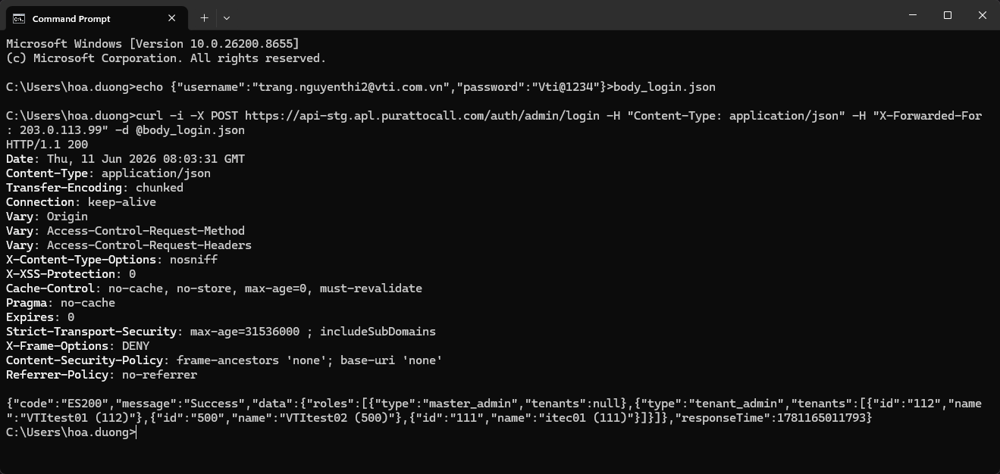 Command Prompt
Microsoft Windows [Version 10.0.26200.8655]
(c) Microsoft Corporation. All rights reserved.
C:\Users\hoa.duong>echo {"username":"trang.nguyenthi2@vti.com.vn","password":"Vti@1234"}>body_login.json
C:\Users\hoa.duong>curl -i -X POST https://api-stg.apl.purattocall.com/auth/admin/login -H "Content-Type: application/json" -H "X-Forwarded-For
: 203.0.113.99" -d @body_login.json
HTTP/1.1 200
Date: Thu, 11 Jun 2026 08:03:31 GMT
Content-Type: application/json
Transfer-Encoding: chunked
Connection: keep-alive
Vary: Origin
Vary: Access-Control-Request-Method
Vary: Access-Control-Request-Headers
X-Content-Type-Options: nosniff
X-XSS-Protection: 0
Cache-Control: no-cache, no-store, max-age=0, must-revalidate
Pragma: no-cache
Expires: 0
Strict-Transport-Security: max-age=31536000 ; includeSubDomains
X-Frame-Options: DENY
Content-Security-Policy: frame-ancestors 'none'; base-uri 'none'
Referrer-Policy: no-referrer
{"code":"ES200","message":"Success","data":{"roles":[{"type":"master_admin","tenants":null},{"type":"tenant_admin","tenants":[{"id":"112","name
":"VTItest01 (112)"},{"id":"500","name":"VTItest02 (500)"},{"id":"111","name":"itec01 (111)"}]}]},"responseTime":1781165011793}
C:\Users\hoa.duong>